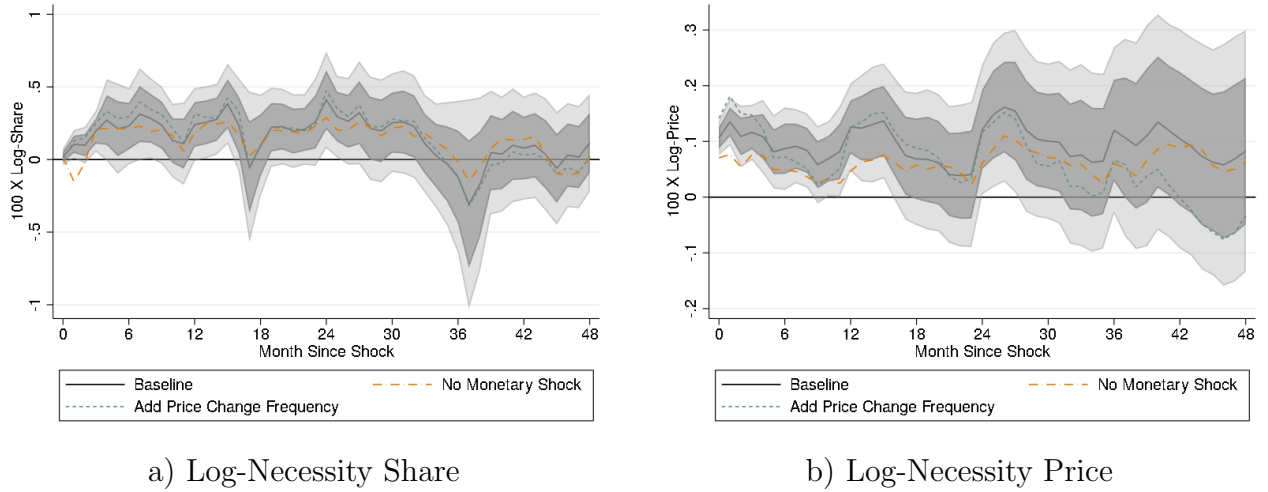 1
.5
0
-.5
-1
100 X Log-Share
0 6 12 18 24 30 36 42 48
Month Since Shock
Baseline No Monetary Shock
Add Price Change Frequency
a) Log-Necessity Share
.3
.2
.1
0
-.1
-.2
100 X Log-Price
0 6 12 18 24 30 36 42 48
Month Since Shock
Baseline No Monetary Shock
Add Price Change Frequency
b) Log-Necessity Price